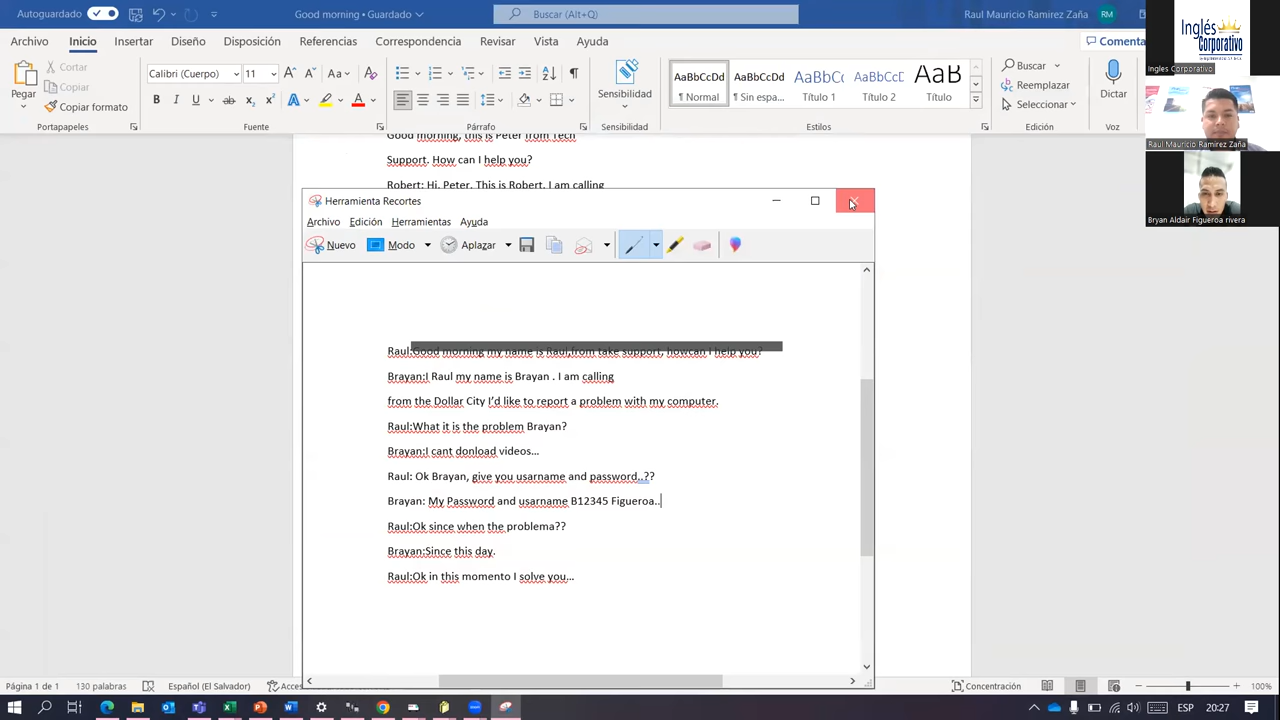 Autoguardado
Good morning • Guardado
Buscar (Alt+Q)
Raul Mauricio Ramirez Zaña
RM
Archivo Inicio Insertar Diseño Disposición Referencias Correspondencia Revisar Vista Ayuda
Comenta
Pegar
Cortar
Copiar
Copiar formato
Calibri (Cuerpo) 11
Sensibilidad
AaBbCcDd AaBbCcDd AaBbCc AaBbCcD AaB
¶ Normal ¶ Sin espa... Título 1 Título 2 Título
Buscar
Reemplazar
Seleccionar
Dictar
Portapapeles Fuente Párrafo Sensibilidad Estilos Edición Voz
Inglés
Corporativo
Ingles Corporativo
Raul Mauricio Ramirez Zaña
Bryan Aldair Figueroa rivera
Good morning, this is Peter from Tech
Support. How can I help you?
Robert: Hi, Peter. This is Robert. I am calling
Herramienta Recortes
Archivo Edición Herramientas Ayuda
Nuevo Modo Aplazar
Raul:Good morning my name is Raul,from take support, howcan I help you?
Brayan:I Raul my name is Brayan . I am calling
from the Dollar City I'd like to report a problem with my computer.
Raul:What it is the problem Brayan?
Brayan:I cant donload videos...
Raul: Ok Brayan, give you usarname and password..??
Brayan: My Password and usarname B12345 Figueroa..
Raul:Ok since when the problema??
Brayan:Since this day.
Raul:Ok in this momento I solve you...
Página 1 de 1 130 palabras Español (El Salvador)
Concentración
100%
ESP 20:27